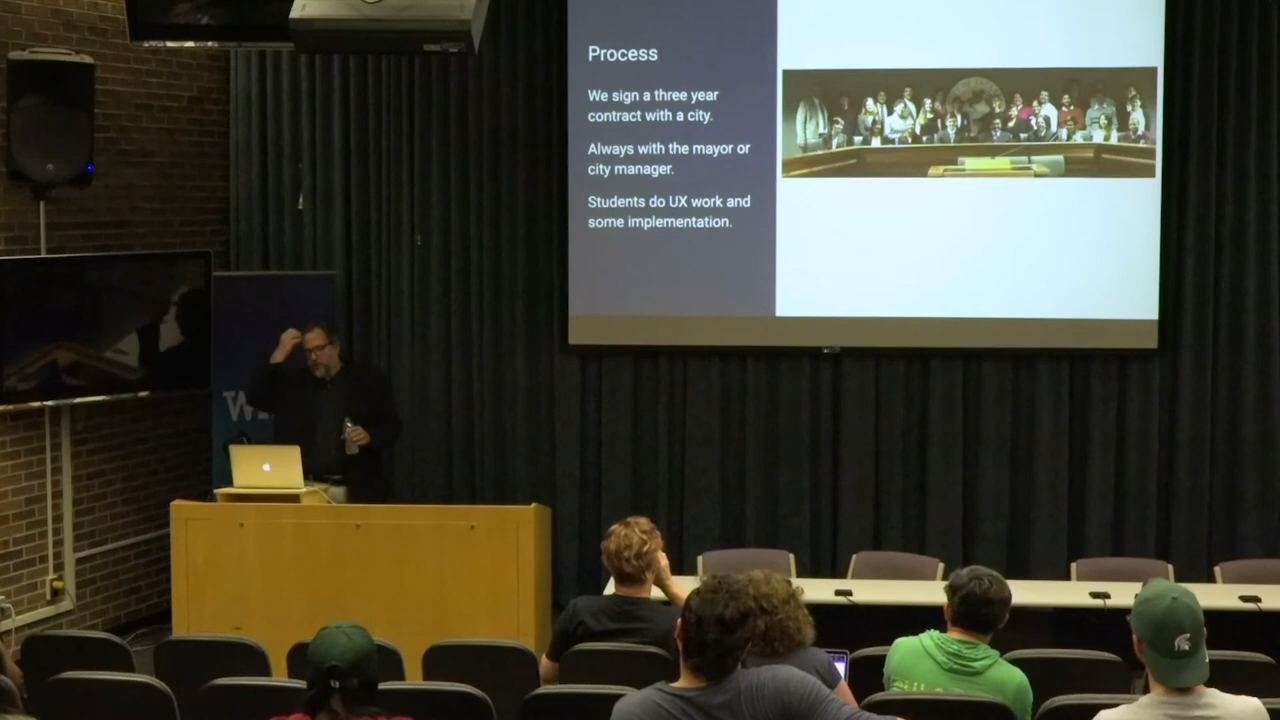 Process
We sign a three year
contract with a city.
Always with the mayor or
city manager.
Students do UX work and
some implementation.